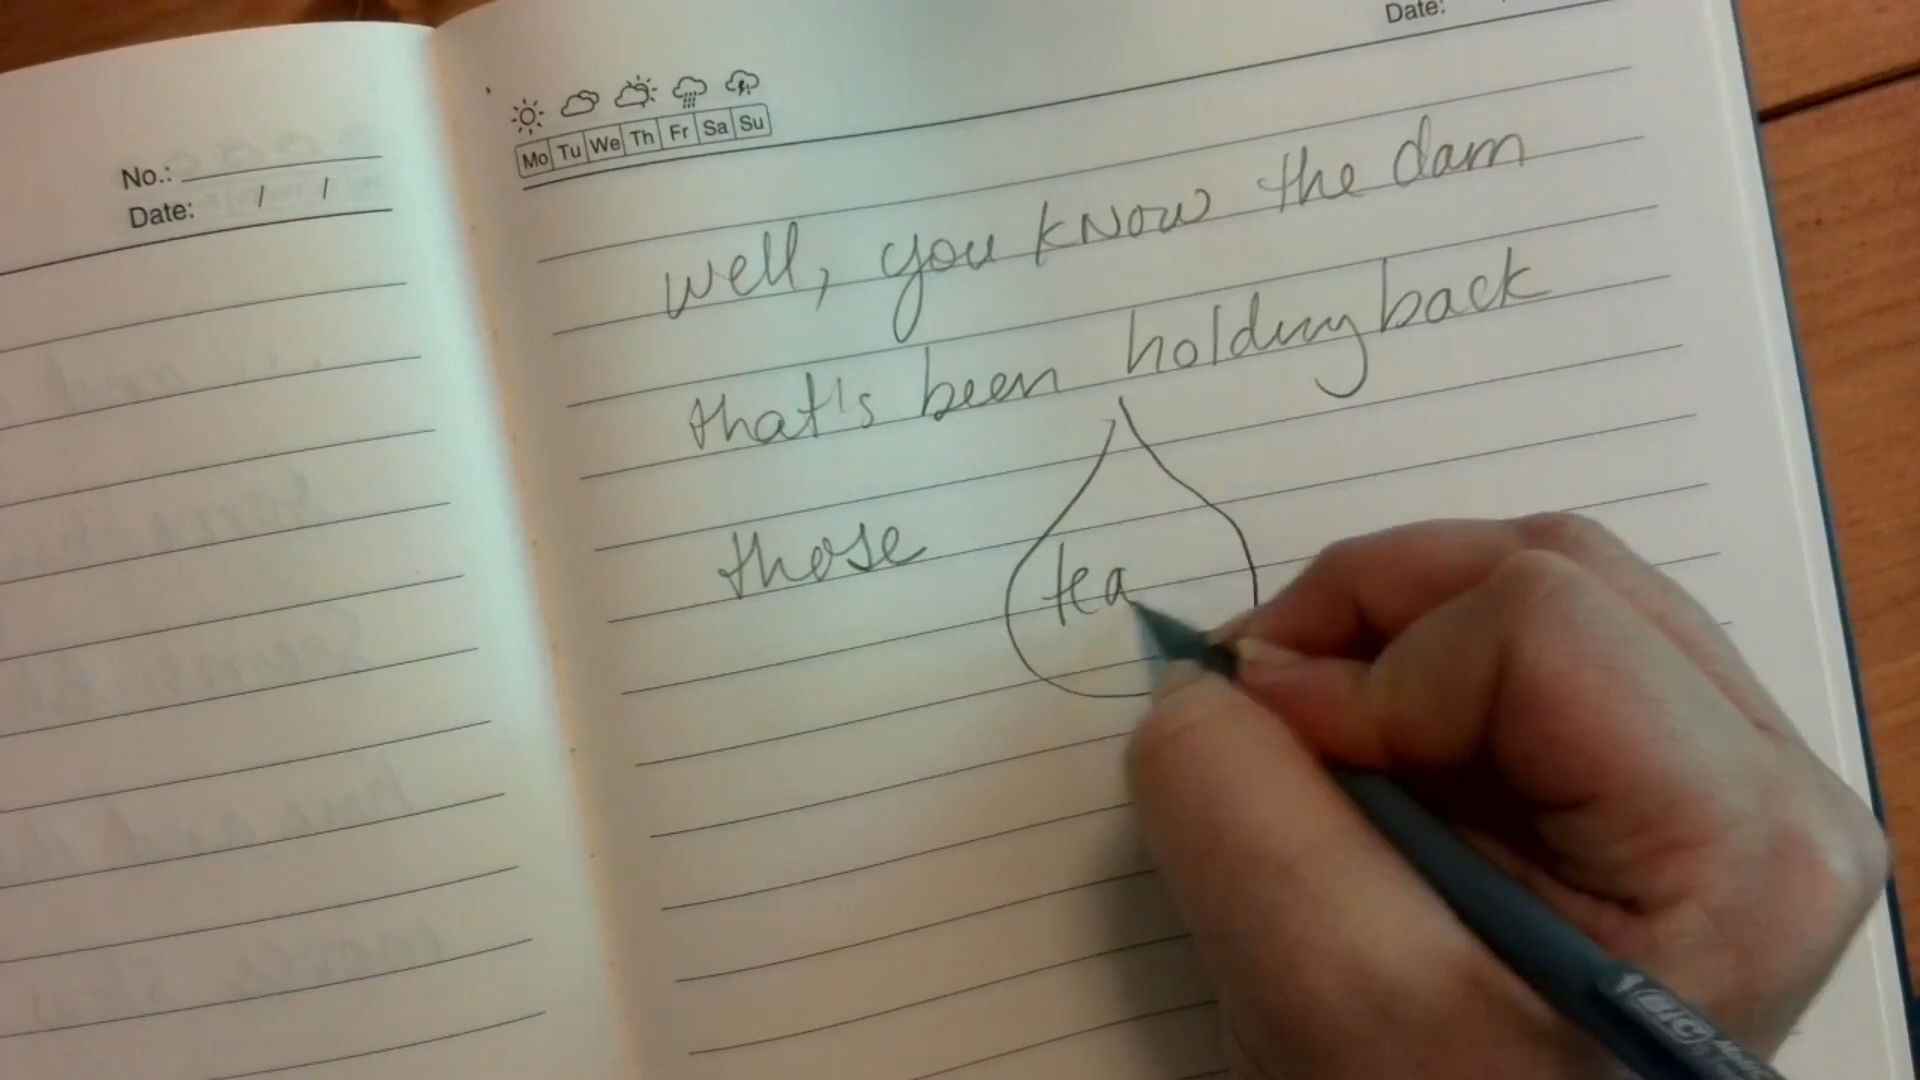 Date:
No.:
Date: / /
Mo Tu We Th Fr Sa Su
well, you know the dam
that's been holding back
those tea
BIC